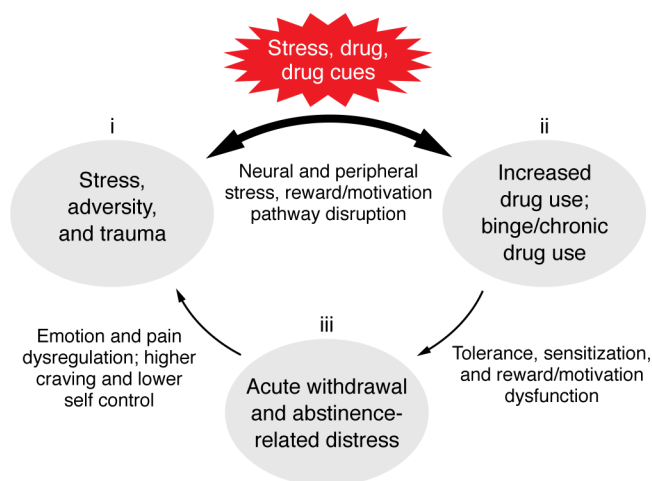 Stress, drug,
drug cues
i
Stress,
adversity,
and trauma
Neural and peripheral
stress, reward/motivation
pathway disruption
ii
Increased
drug use;
binge/chronic
drug use
Emotion and pain
dysregulation; higher
craving and lower
self control
iii
Acute withdrawal
and abstinence-
related distress
Tolerance, sensitization,
and reward/motivation
dysfunction